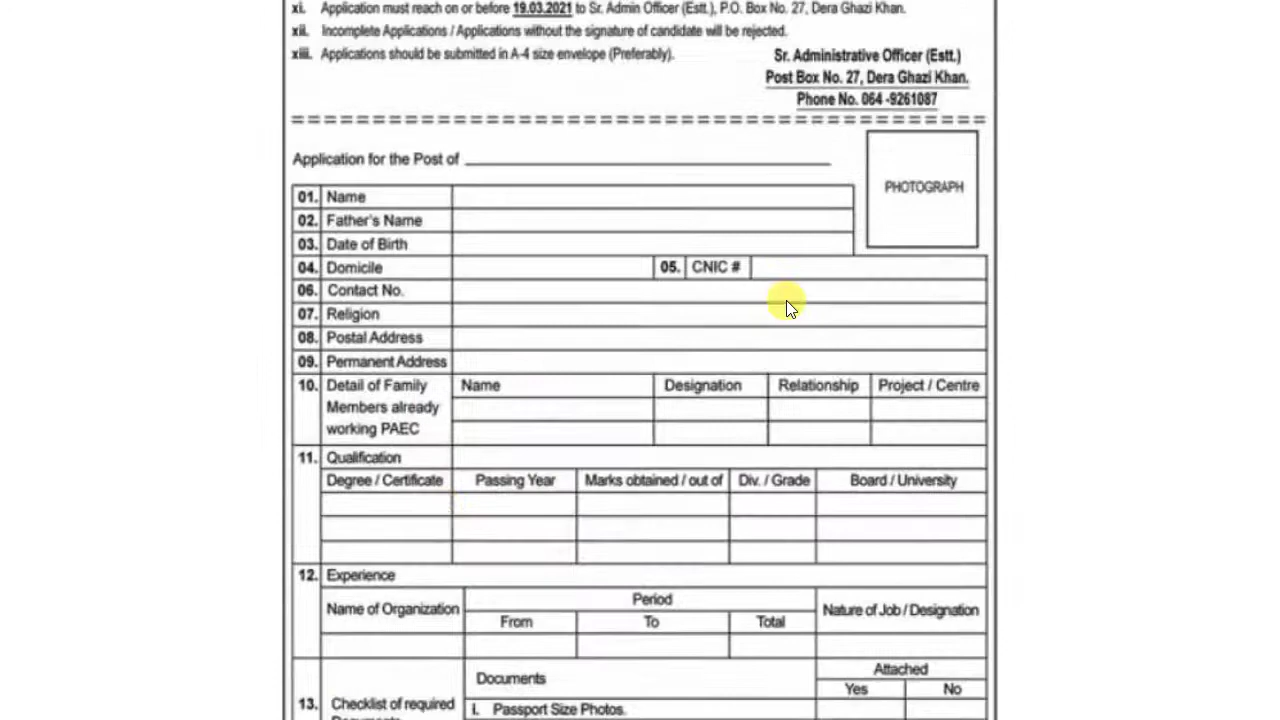 xi. Application must reach on or before 19.03.2021 to Sr. Admin Officer (Estt.), P.O. Box No. 27, Dera Ghazi Khan.
xii. Incomplete Applications / Applications without the signature of candidate will be rejected.
xiii. Applications should be submitted in A-4 size envelope (Preferably).
Sr. Administrative Officer (Estt.)
Post Box No. 27, Dera Ghazi Khan.
Phone No. 064 -9261087
Application for the Post of
PHOTOGRAPH
01. Name
02. Father's Name
03. Date of Birth
04. Domicile 05. CNIC #
06. Contact No.
07. Religion
08. Postal Address
09. Permanent Address
10. Detail of Family Name Designation Relationship Project / Centre
Members already
working PAEC
11. Qualification
Degree / Certificate Passing Year Marks obtained / out of Div. / Grade Board / University
12. Experience
Name of Organization Period Nature of Job / Designation
From To Total
Documents Attached
Yes No
13. Checklist of required
i. Passport Size Photos.